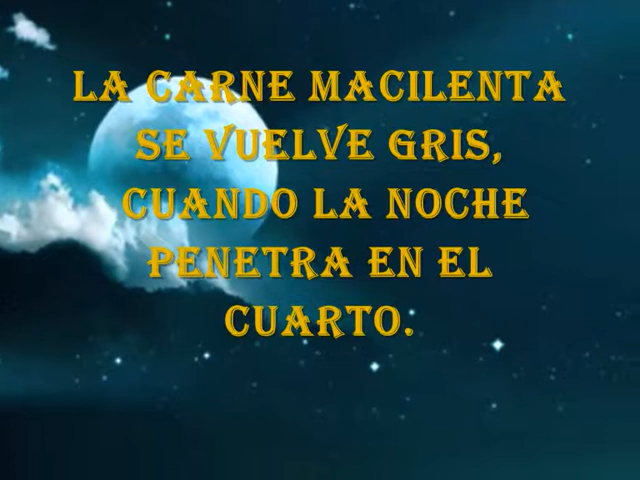 LA CARNE MACILENTA
SE VUELVE GRIS,
CUANDO LA NOCHE
PENETRA EN EL
CUARTO.